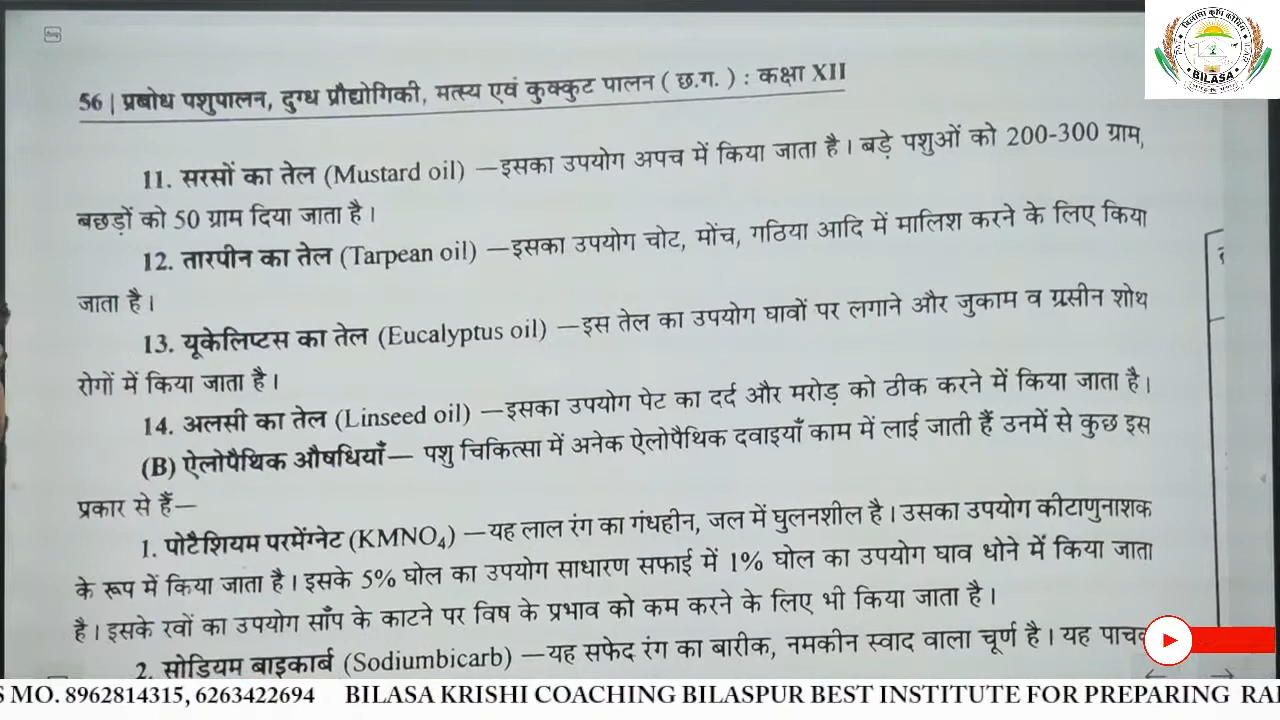 56 | प्रबोध पशुपालन, दुग्ध प्रौद्योगिकी, मत्स्य एवं कुक्कुट पालन ( छ.ग. ) : कक्षा XII
11. सरसों का तेल (Mustard oil) —इसका उपयोग अपच में किया जाता है। बड़े पशुओं को 200-300 ग्राम,
बछड़ों को 50 ग्राम दिया जाता है।
12. तारपीन का तेल (Tarpean oil) —इसका उपयोग चोट, मोंच, गठिया आदि में मालिश करने के लिए किया
जाता है।
13. यूकेलिप्टस का तेल (Eucalyptus oil) —इस तेल का उपयोग घावों पर लगाने और जुकाम व ग्रसीन शोथ
रोगों में किया जाता है।
14. अलसी का तेल (Linseed oil) —इसका उपयोग पेट का दर्द और मरोड़ को ठीक करने में किया जाता है।
(B) ऐलोपैथिक औषधियाँ— पशु चिकित्सा में अनेक ऐलोपैथिक दवाइयाँ काम में लाई जाती हैं उनमें से कुछ इस
प्रकार से हैं—
1. पोटैशियम परमेंग्नेट (KMNO₄) —यह लाल रंग का गंधहीन, जल में घुलनशील है। उसका उपयोग कीटाणुनाशक
के रूप में किया जाता है। इसके 5% घोल का उपयोग साधारण सफाई में 1% घोल का उपयोग घाव धोने में किया जाता
है। इसके रवों का उपयोग साँप के काटने पर विष के प्रभाव को कम करने के लिए भी किया जाता है।
2. सोडियम बाइकार्ब (Sodiumbicarb) —यह सफेद रंग का बारीक, नमकीन स्वाद वाला चूर्ण है। यह
BILASA
S MO. 8962814315, 6263422694 BILASA KRISHI COACHING BILASPUR BEST INSTITUTE FOR PREPARING